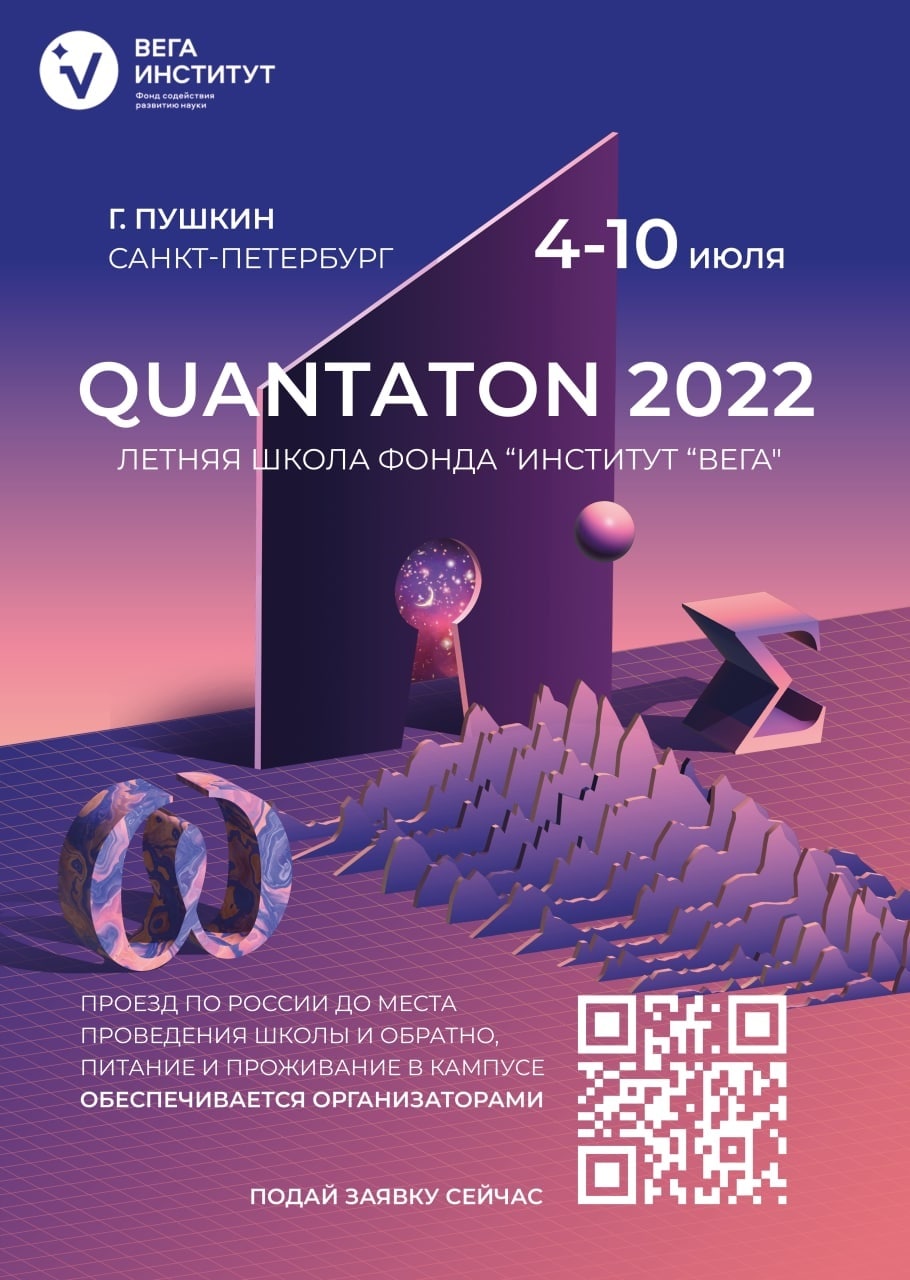 ВЕГА
ИНСТИТУТ
Фонд содействия
развитию науки
Г. ПУШКИН
САНКТ-ПЕТЕРБУРГ
4-10 июля
QUANTATON 2022
ЛЕТНЯЯ ШКОЛА ФОНДА “ИНСТИТУТ “ВЕГА"
ω
Σ
ПРОЕЗД ПО РОССИИ ДО МЕСТА
ПРОВЕДЕНИЯ ШКОЛЫ И ОБРАТНО,
ПИТАНИЕ И ПРОЖИВАНИЕ В КАМПУСЕ
ОБЕСПЕЧИВАЕТСЯ ОРГАНИЗАТОРАМИ
ПОДАЙ ЗАЯВКУ СЕЙЧАС